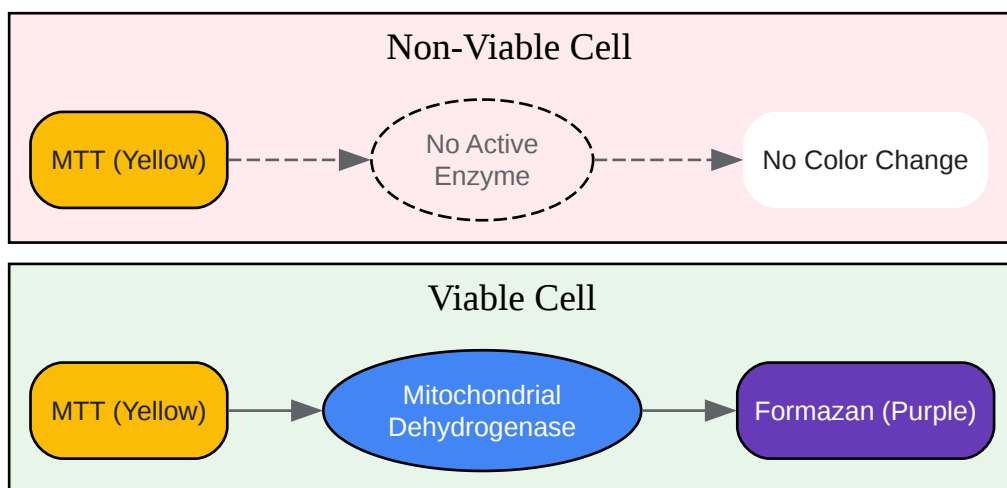 Non-Viable Cell
MTT (Yellow)
No Active
Enzyme
No Color Change
Viable Cell
MTT (Yellow)
Mitochondrial
Dehydrogenase
Formazan (Purple)